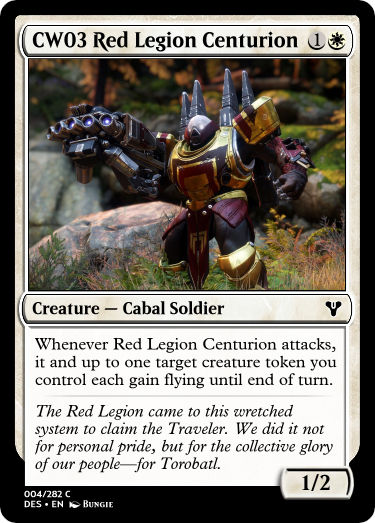 CW03 Red Legion Centurion 1
Creature — Cabal Soldier
Whenever Red Legion Centurion attacks,
it and up to one target creature token you
control each gain flying until end of turn.
The Red Legion came to this wretched
system to claim the Traveler. We did it not
for personal pride, but for the collective glory
of our people—for Torobatl.
1/2
004/282 C
DES • EN Bungie